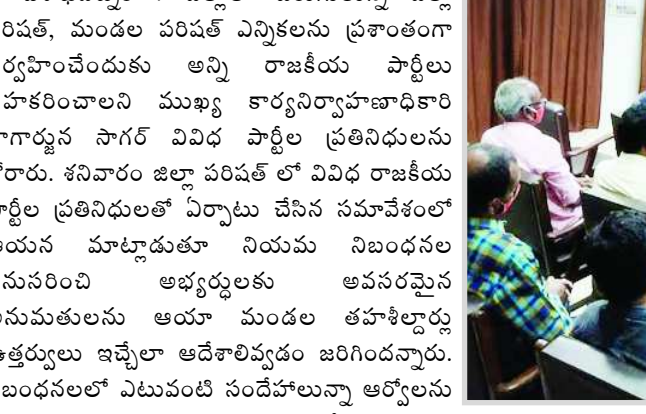 రిషత్, మండల పరిషత్ ఎన్నికలను ప్రశాంతంగా
ర్వహించేందుకు అన్ని రాజకీయ పార్టీలు
హకరించాలని ముఖ్య కార్యనిర్వాహణాధికారి
ాగార్జున సాగర్ వివిధ పార్టీల ప్రతినిధులను
ోరారు. శనివారం జిల్లా పరిషత్ లో వివిధ రాజకీయ
ార్టీల ప్రతినిధులతో ఏర్పాటు చేసిన సమావేశంలో
ఆయన మాట్లాడుతూ నియమ నిబంధనల
నుసరించి అభ్యర్థులకు అవసరమైన
నుమతులను ఆయా మండల తహశీల్దార్లు
ఉత్తర్వులు ఇచ్చేలా ఆదేశాలివ్వడం జరిగిందన్నారు.
బంధనలలో ఎటువంటి సందేహాలున్నా ఆర్వోలను